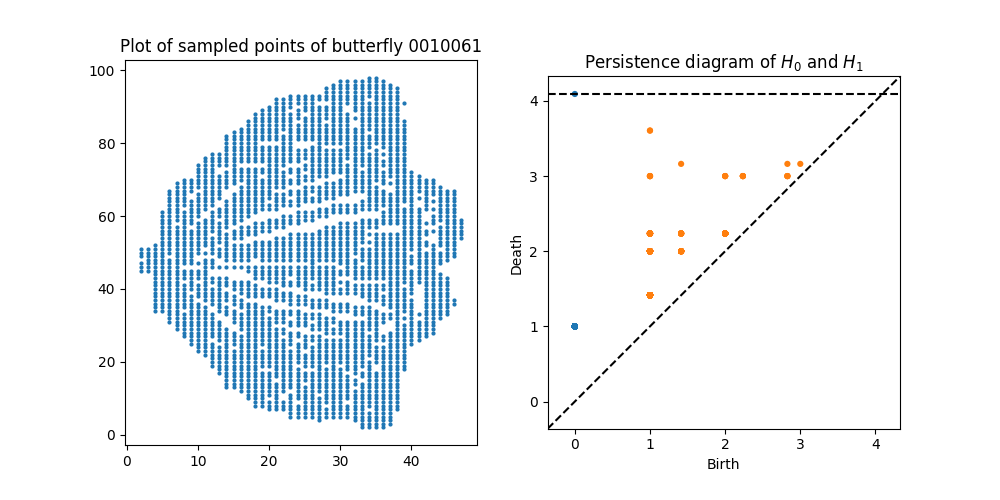 Plot of sampled points of butterfly 0010061
100
80
60
40
20
0
0 10 20 30 40
Persistence diagram of H₀ and H₁
4
3
2
1
0
Death
0 1 2 3 4
Birth